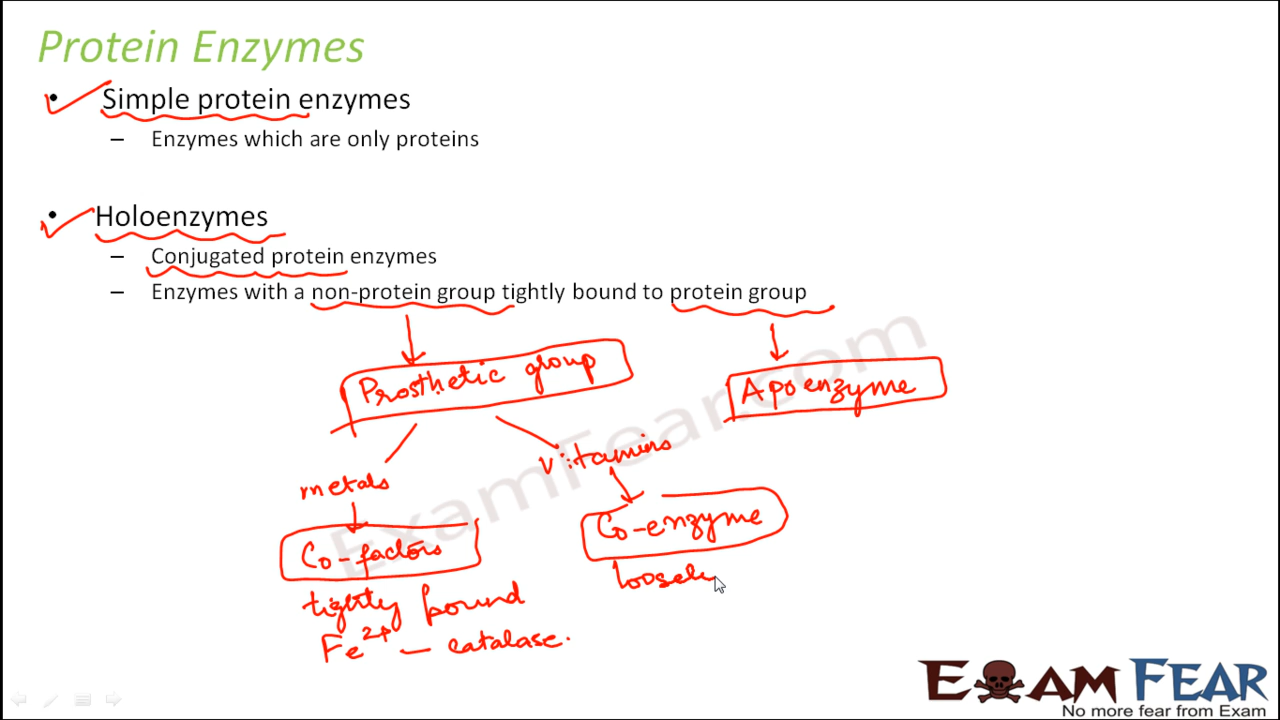 Protein Enzymes
• Simple protein enzymes
– Enzymes which are only proteins
• Holoenzymes
– Conjugated protein enzymes
– Enzymes with a non-protein group tightly bound to protein group
Prosthetic group
Apoenzyme
metals
vitamins
Co-factors
Co-enzyme
tightly bound
loosely
Fe2+ – catalase.
ExamFear.com
EXAM FEAR
No more fear from Exam